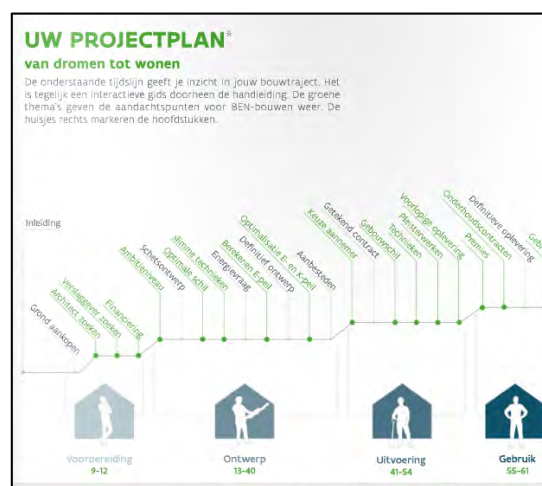 UW PROJECTPLAN*
van dromen tot wonen
De onderstaande tijdslijn geeft je inzicht in jouw bouwtraject. Het
is tegelijk een interactieve gids doorheen de handleiding. De groene
thema's geven de aandachtspunten voor BEN-bouwen weer. De
huisjes rechts markeren de hoofdstukken.
Inleiding
Grond aankopen
Architect zoeken
Verslaggever zoeken
Financiering
Ambitieniveau
Schetsontwerp
Optimale schil
slimme technieken
Energievraag
Berekenen E-peil
Definitief ontwerp
Optimalisatie E- en K-peil
Aanbesteden
Keuze aannemer
Getekend contract
Gebouwschil
Technieken
Pleisterwerken
Voorlopige oplevering
Premies
Onderhoudscontracten
Definitieve oplevering
Voorbereiding
9-12
Ontwerp
13-40
Uitvoering
41-54
Gebruik
55-61